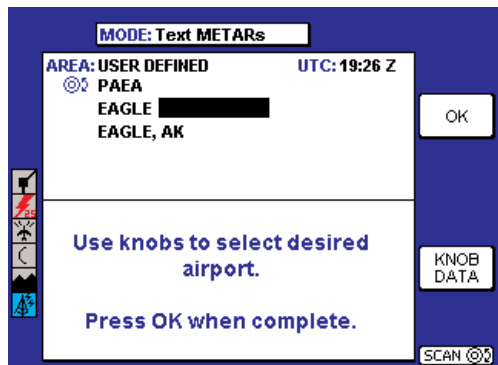 MODE: Text METARs
AREA: USER DEFINED UTC: 19:26 Z
PAEA
EAGLE
EAGLE, AK
OK
25
Use knobs to select desired
airport.
KNOB
DATA
Press OK when complete.
SCAN